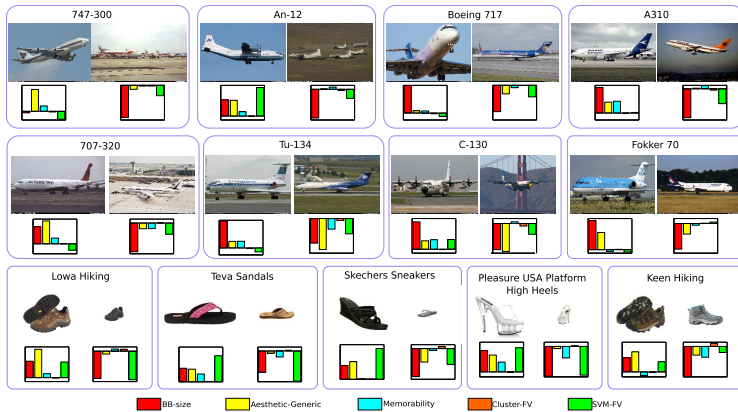 747-300
An-12
Boeing 717
A310
707-320
Tu-134
C-130
Fokker 70
Lowa Hiking
Teva Sandals
Skechers Sneakers
Pleasure USA Platform
High Heels
Keen Hiking
BB-size
Aesthetic-Generic
Memorability
Cluster-FV
SVM-FV